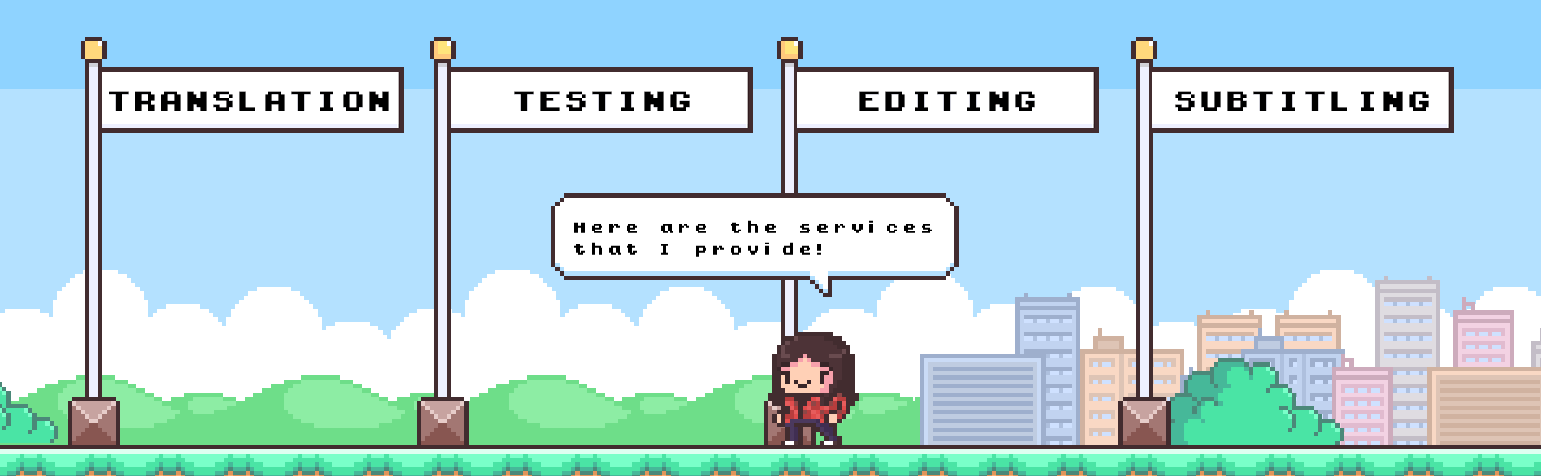 TRANSLATION
TESTING
EDITING
SUBTITLING
Here are the services
that I provide!